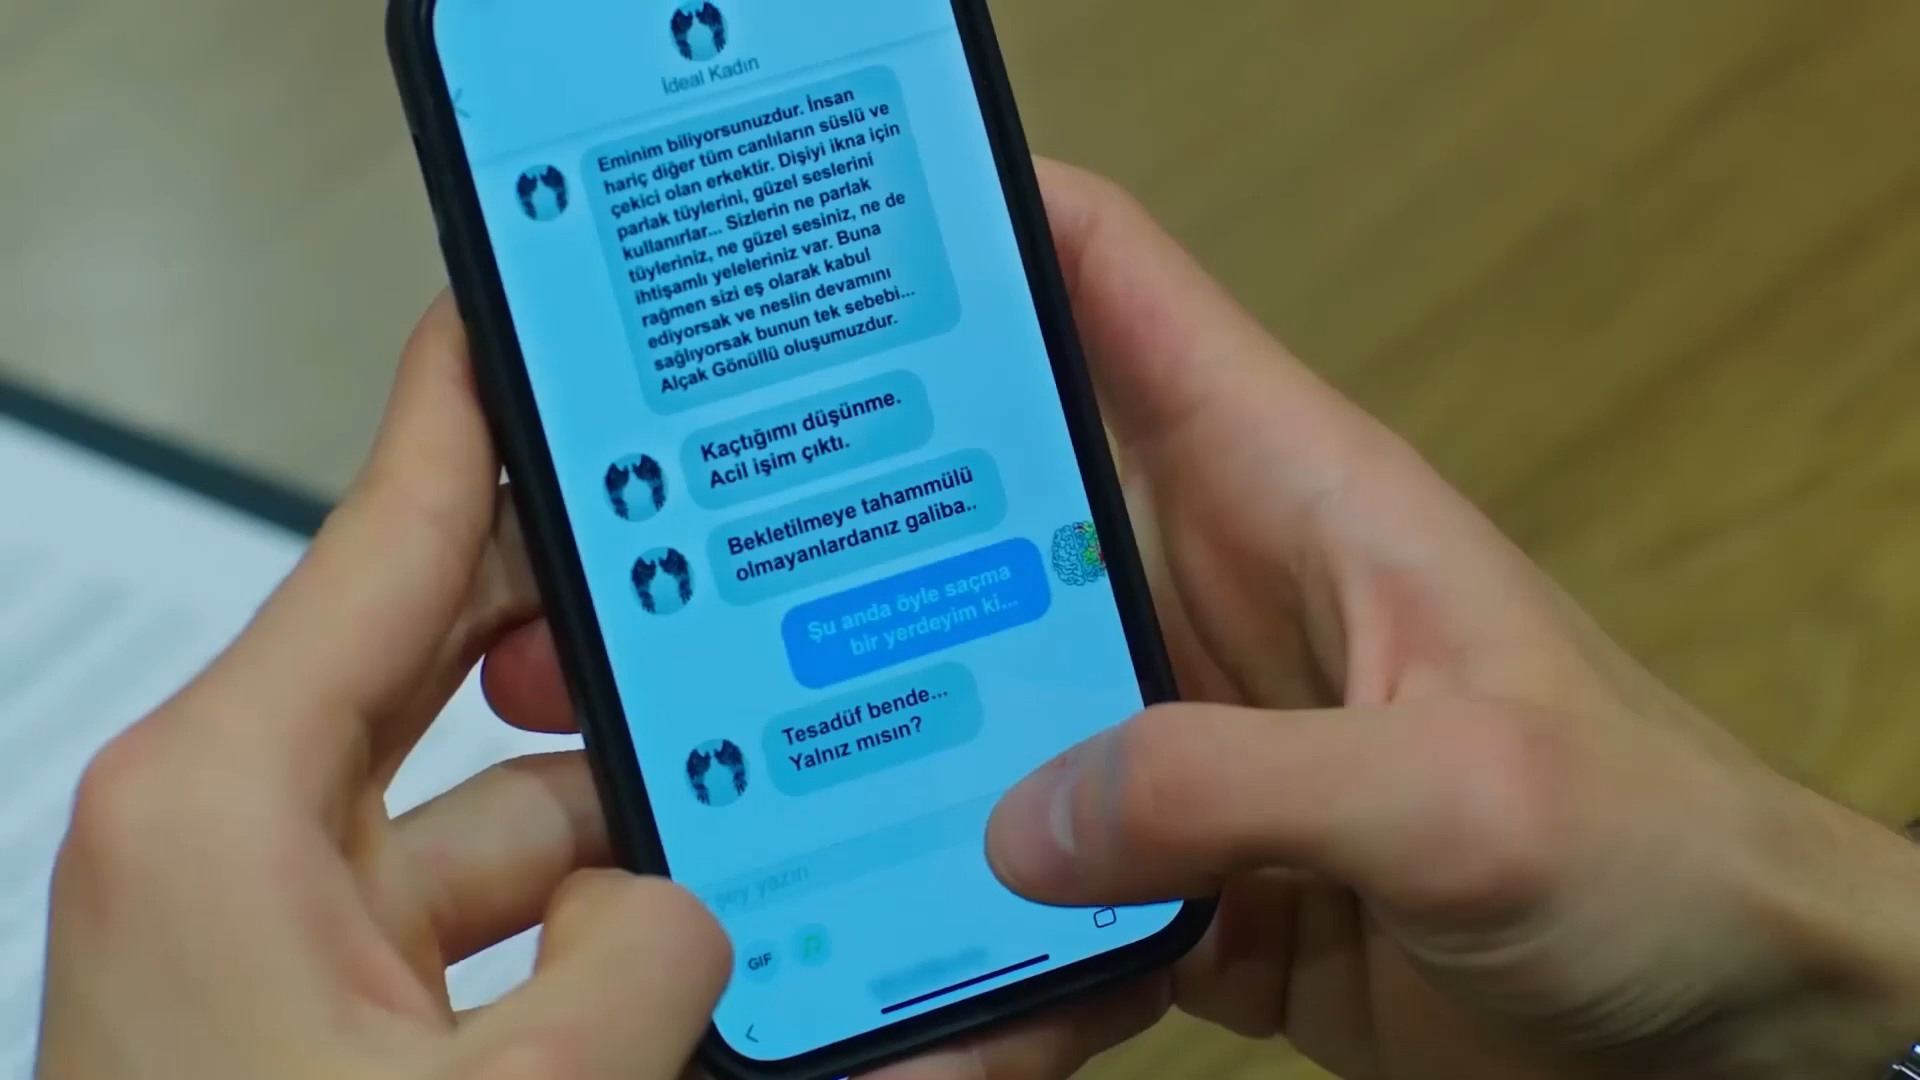 İdeal Kadın
Eminim biliyorsunuzdur. İnsan
hariç diğer tüm canlıların süslü ve
çekici olan erkektir. Dişiyi ikna için
parlak tüylerini, güzel seslerini
kullanırlar... Sizlerin ne parlak
tüyleriniz, ne güzel sesiniz, ne de
ihtişamlı yeleleriniz var. Buna
rağmen sizi eş olarak kabul
ediyorsak ve neslin devamını
sağlıyorsak bunun tek sebebi...
Alçak Gönüllü oluşumuzdur.
Kaçtığımı düşünme.
Acil işim çıktı.
Bekletilmeye tahammülü
olmayanlardanız galiba..
Şu anda öyle saçma
bir yerdeyim ki...
Tesadüf bende...
Yalnız mısın?
şey yazın
GIF